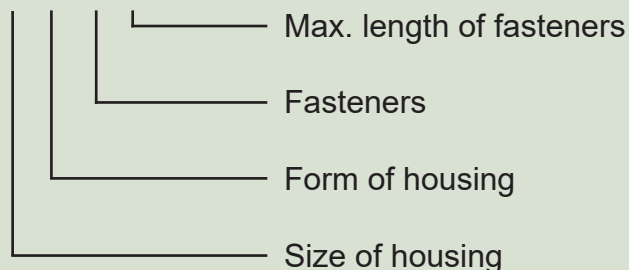 Max. length of fasteners
Fasteners
Form of housing
Size of housing